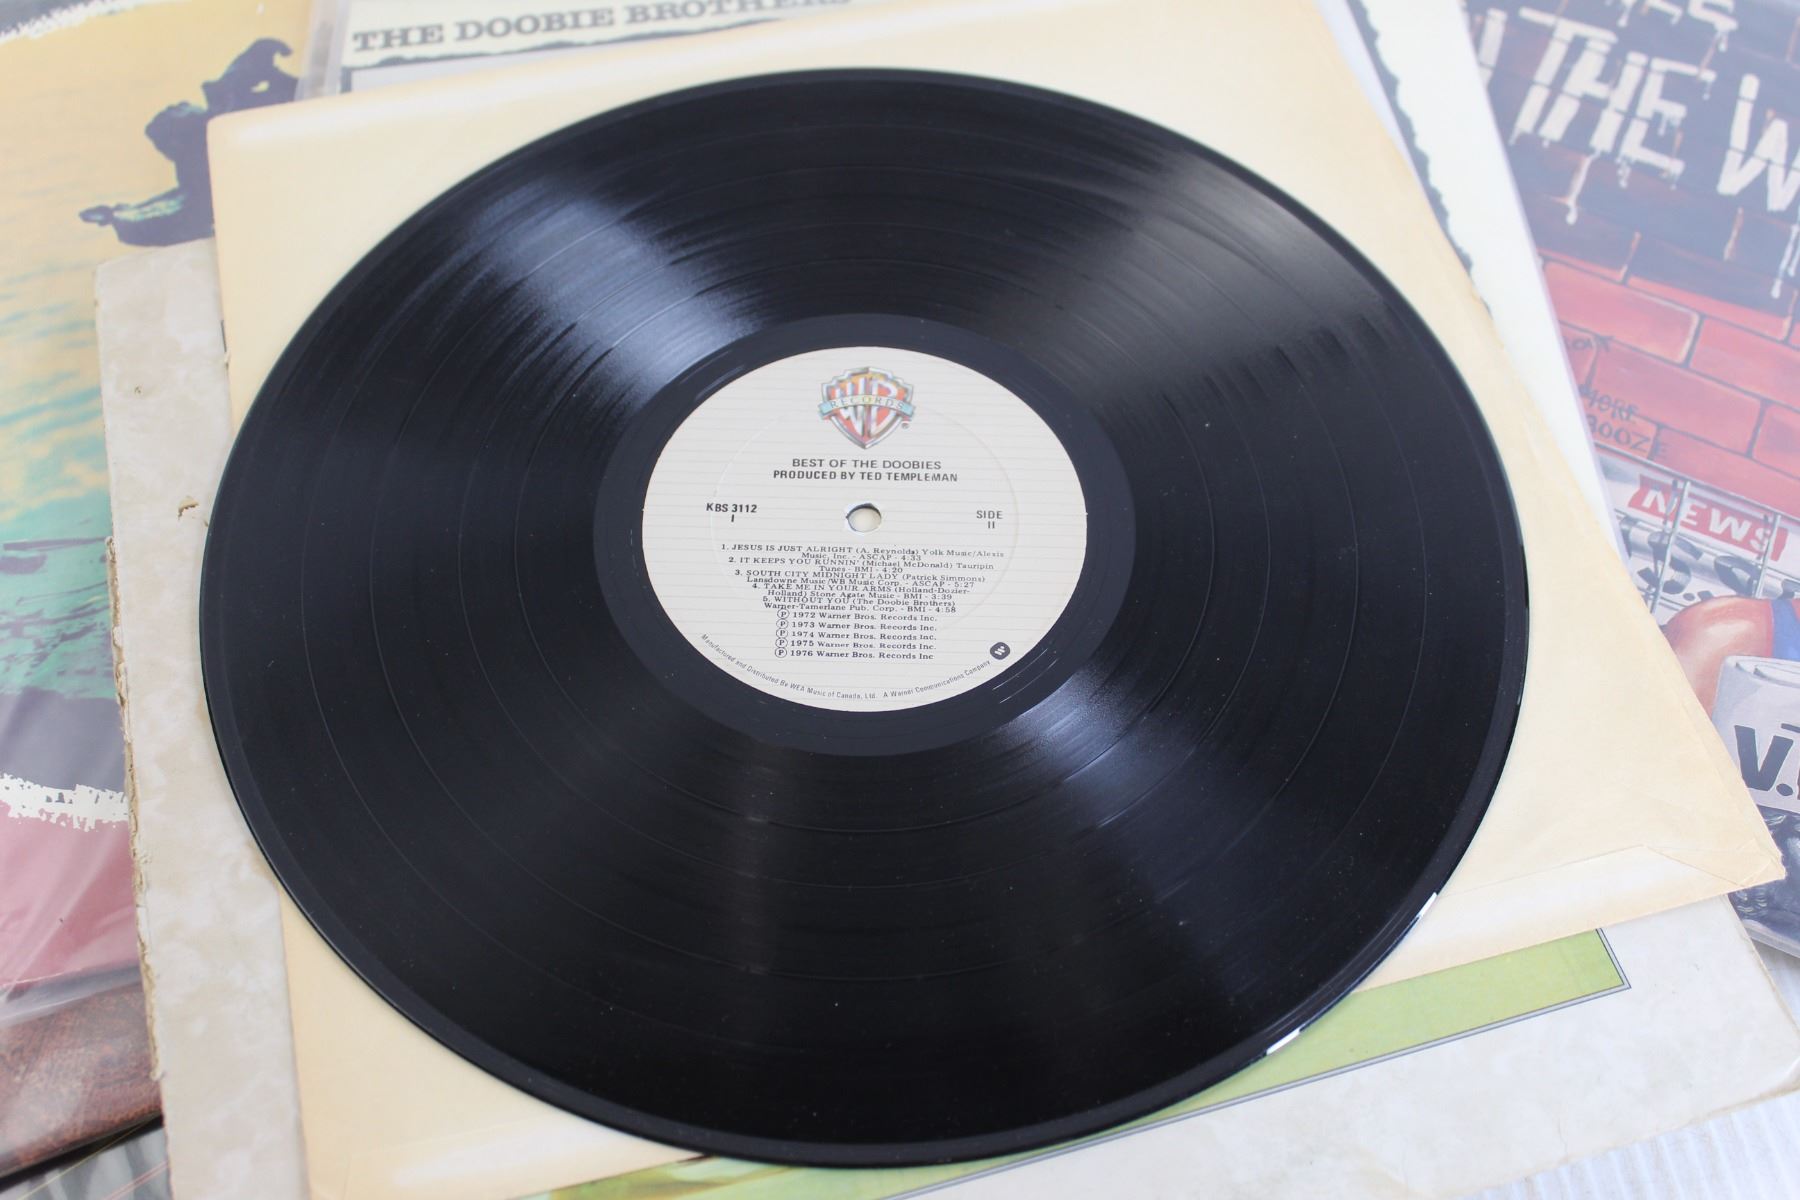 THE DOOBIE BROTHERS
THE W
MORE
BOOZE
NEWS
V.
WB
RECORDS
®
BEST OF THE DOOBIES
PRODUCED BY TED TEMPLEMAN
KBS 3112
I
SIDE
II
1. JESUS IS JUST ALRIGHT (A. Reynolds) Yolk Music/Alexis
Music, Inc. - ASCAP - 4:33
2. IT KEEPS YOU RUNNIN' (Michael McDonald) Tauripin
Tunes - BMI - 4:20
3. SOUTH CITY MIDNIGHT LADY (Patrick Simmons)
Lansdowne Music/WB Music Corp. - ASCAP - 5:27
4. TAKE ME IN YOUR ARMS (Holland-Dozier-
Holland) Stone Agate Music - BMI - 3:39
5. WITHOUT YOU (The Doobie Brothers)
Warner-Tamerlane Pub. Corp. - BMI - 4:58
Ⓟ 1972 Warner Bros. Records Inc.
Ⓟ 1973 Warner Bros. Records Inc.
Ⓟ 1974 Warner Bros. Records Inc.
Ⓟ 1975 Warner Bros. Records Inc.
Ⓟ 1976 Warner Bros. Records Inc
Manufactured and Distributed By WEA Music of Canada, Ltd. A Warner Communications Company